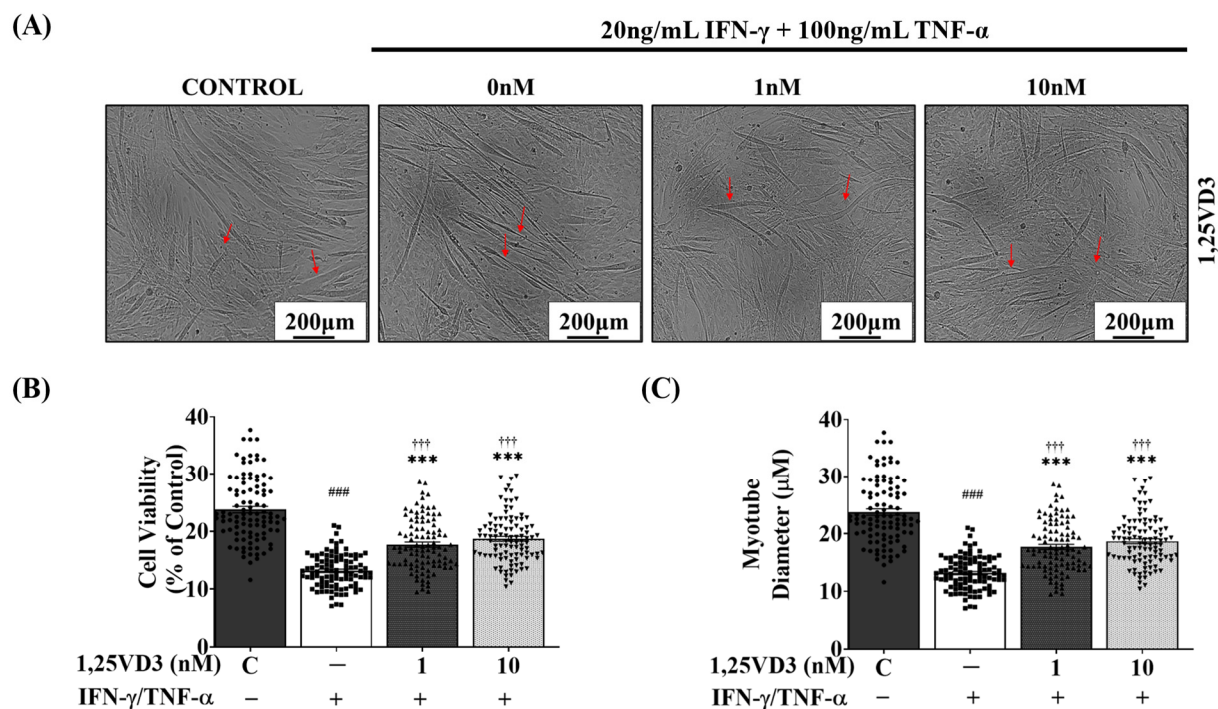 (A)
20ng/mL IFN-γ + 100ng/mL TNF-α
CONTROL 0nM 1nM 10nM
1,25VD3
200µm 200µm 200µm 200µm
(B)
Cell Viability
(% of Control)
40
30
20
10
0
###
†††
***
†††
***
1,25VD3 (nM) C – 1 10
IFN-γ/TNF-α – + + +
(C)
Myotube
Diameter (µM)
40
30
20
10
0
###
†††
***
†††
***
1,25VD3 (nM) C – 1 10
IFN-γ/TNF-α – + + +